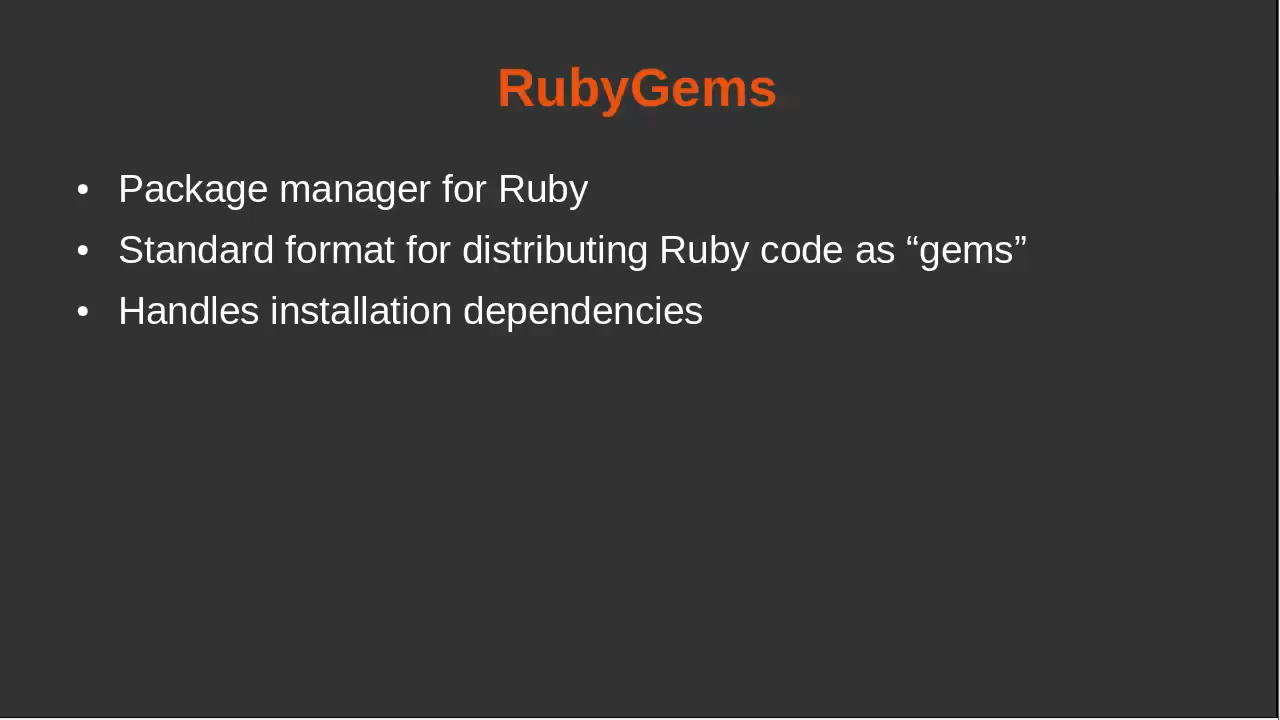 RubyGems
• Package manager for Ruby
• Standard format for distributing Ruby code as “gems”
• Handles installation dependencies